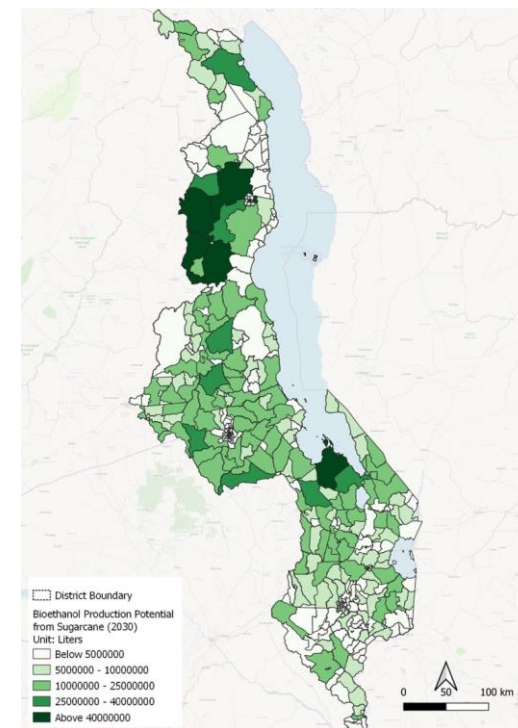 District Boundary
Bioethanol Production Potential
from Sugarcane (2030)
Unit: Liters
Below 5000000
5000000 - 10000000
10000000 - 25000000
25000000 - 40000000
Above 40000000
0 50 100 km